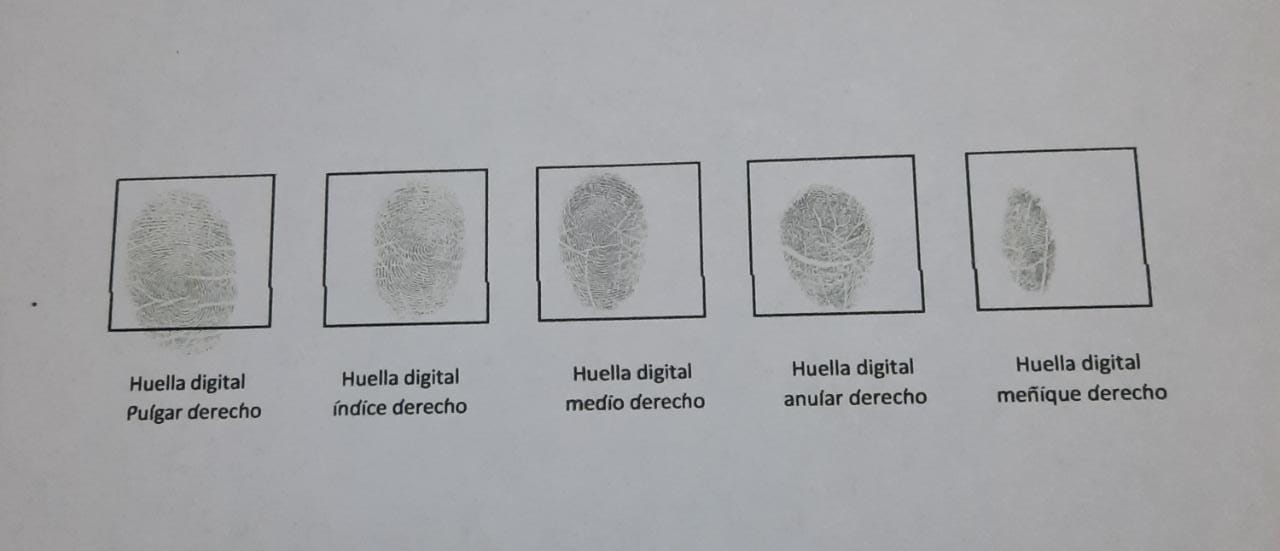 Huella digital
Pulgar derecho
Huella digital
índice derecho
Huella digital
medio derecho
Huella digital
anular derecho
Huella digital
meñique derecho